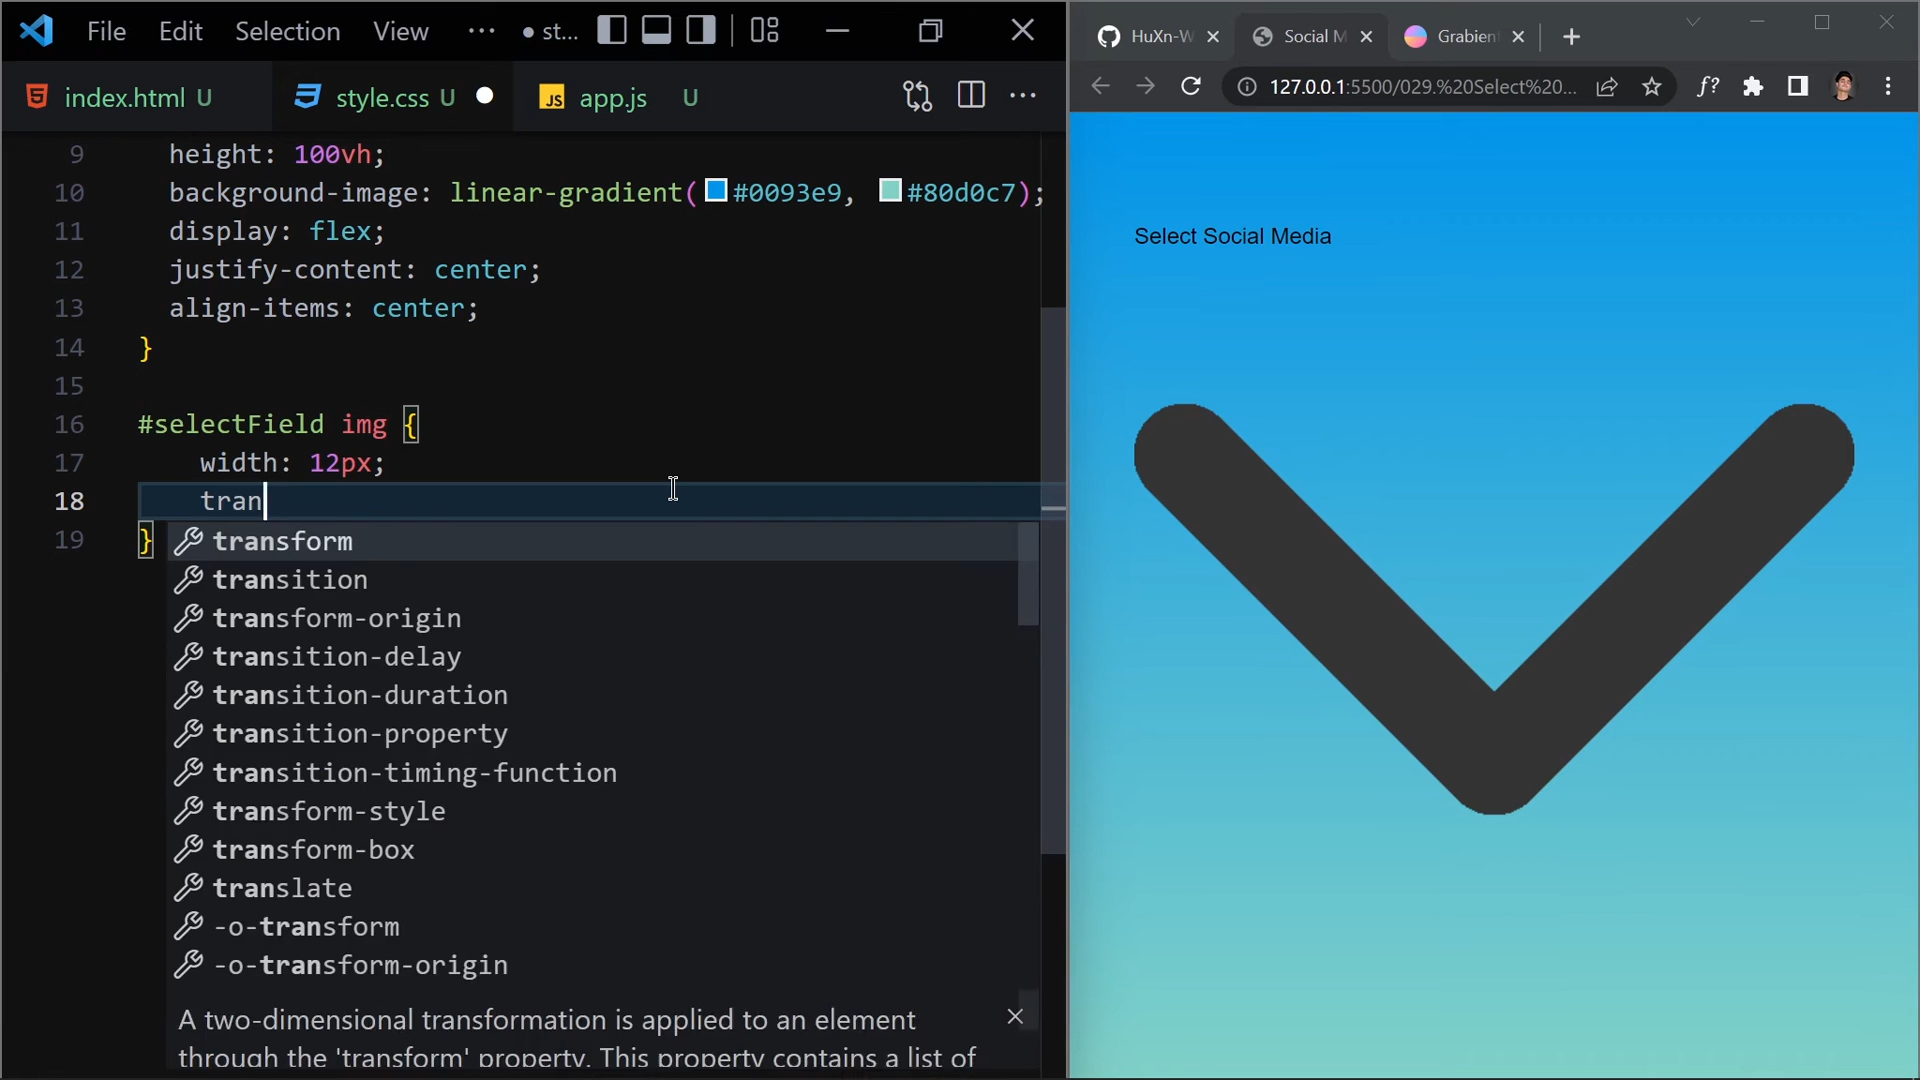 File Edit Selection View ··· ● st...
index.html U style.css U ● JS app.js U ···
9 height: 100vh;
10 background-image: linear-gradient(#0093e9, #80d0c7);
11 display: flex;
12 justify-content: center;
13 align-items: center;
14 }
15
16 #selectField img {
17 width: 12px;
18 tran
19 }
transform
transition
transform-origin
transition-delay
transition-duration
transition-property
transition-timing-function
transform-style
transform-box
translate
-o-transform
-o-transform-origin
A two-dimensional transformation is applied to an element
through the 'transform' property. This property contains a list of
HuXn-W Social M Grabient
127.0.0.1:5500/029.%20Select%20... f?
Select Social Media